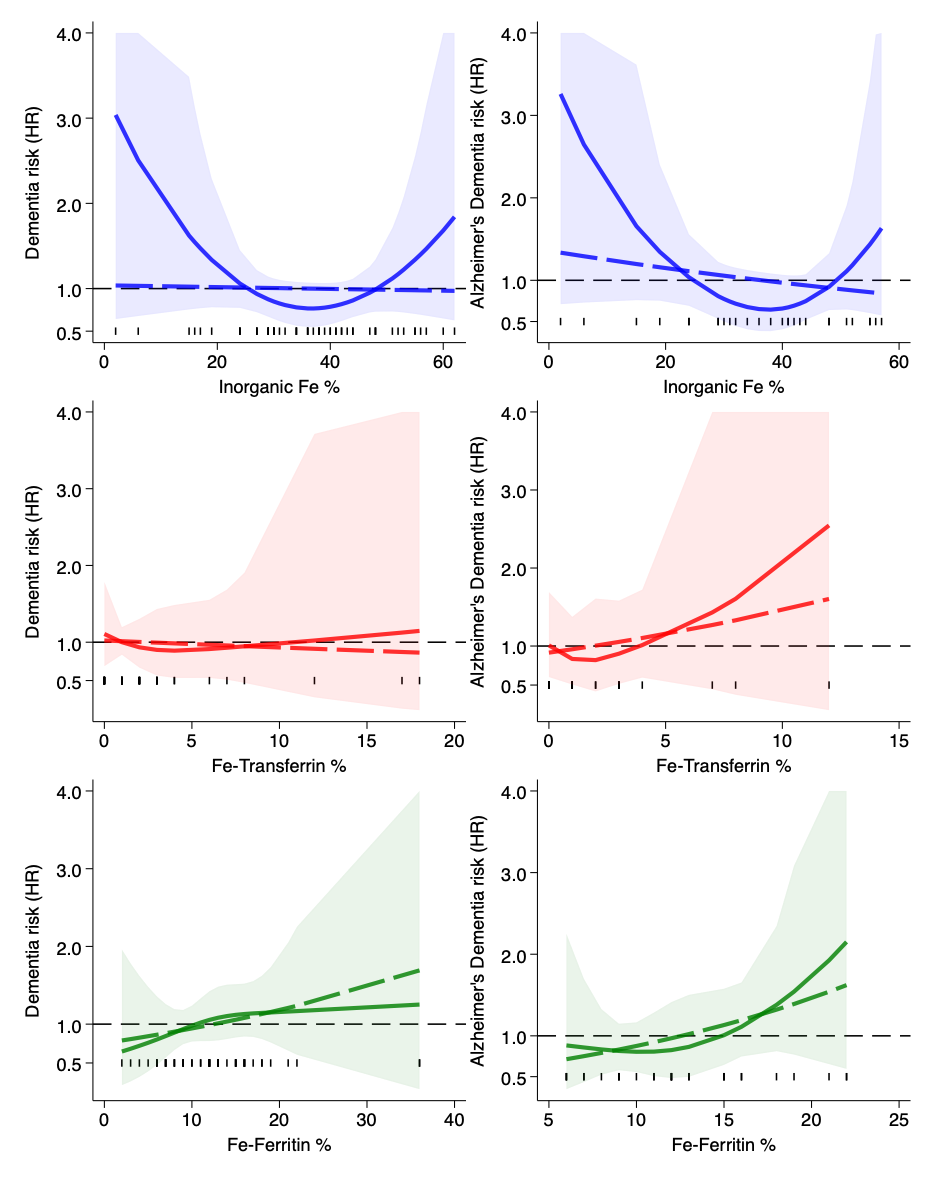 Dementia risk (HR)
4.0
3.0
2.0
1.0
0.5
0 20 40 60
Inorganic Fe %
Alzheimer's Dementia risk (HR)
4.0
3.0
2.0
1.0
0.5
0 20 40 60
Inorganic Fe %
Dementia risk (HR)
4.0
3.0
2.0
1.0
0.5
0 5 10 15 20
Fe-Transferrin %
Alzheimer's Dementia risk (HR)
4.0
3.0
2.0
1.0
0.5
0 5 10 15
Fe-Transferrin %
Dementia risk (HR)
4.0
3.0
2.0
1.0
0.5
0 10 20 30 40
Fe-Ferritin %
Alzheimer's Dementia risk (HR)
4.0
3.0
2.0
1.0
0.5
5 10 15 20 25
Fe-Ferritin %